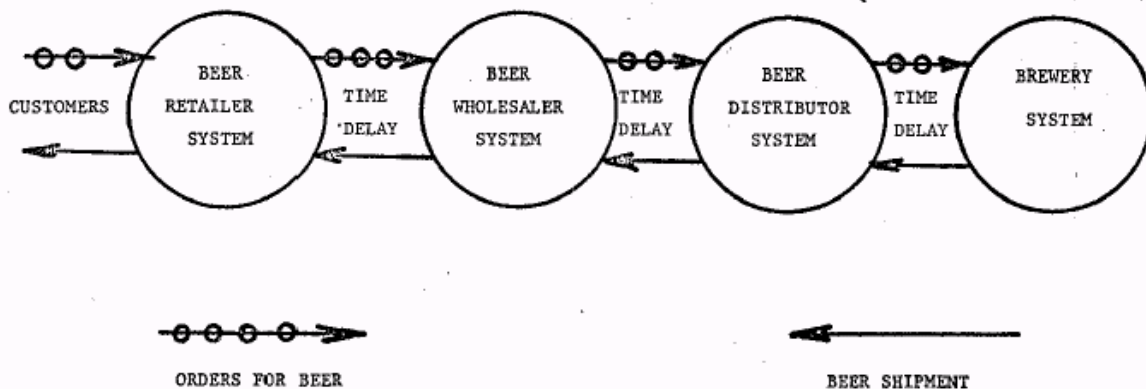 CUSTOMERS
BEER
RETAILER
SYSTEM
TIME
DELAY
BEER
WHOLESALER
SYSTEM
TIME
DELAY
BEER
DISTRIBUTOR
SYSTEM
TIME
DELAY
BREWERY
SYSTEM
ORDERS FOR BEER
BEER SHIPMENT